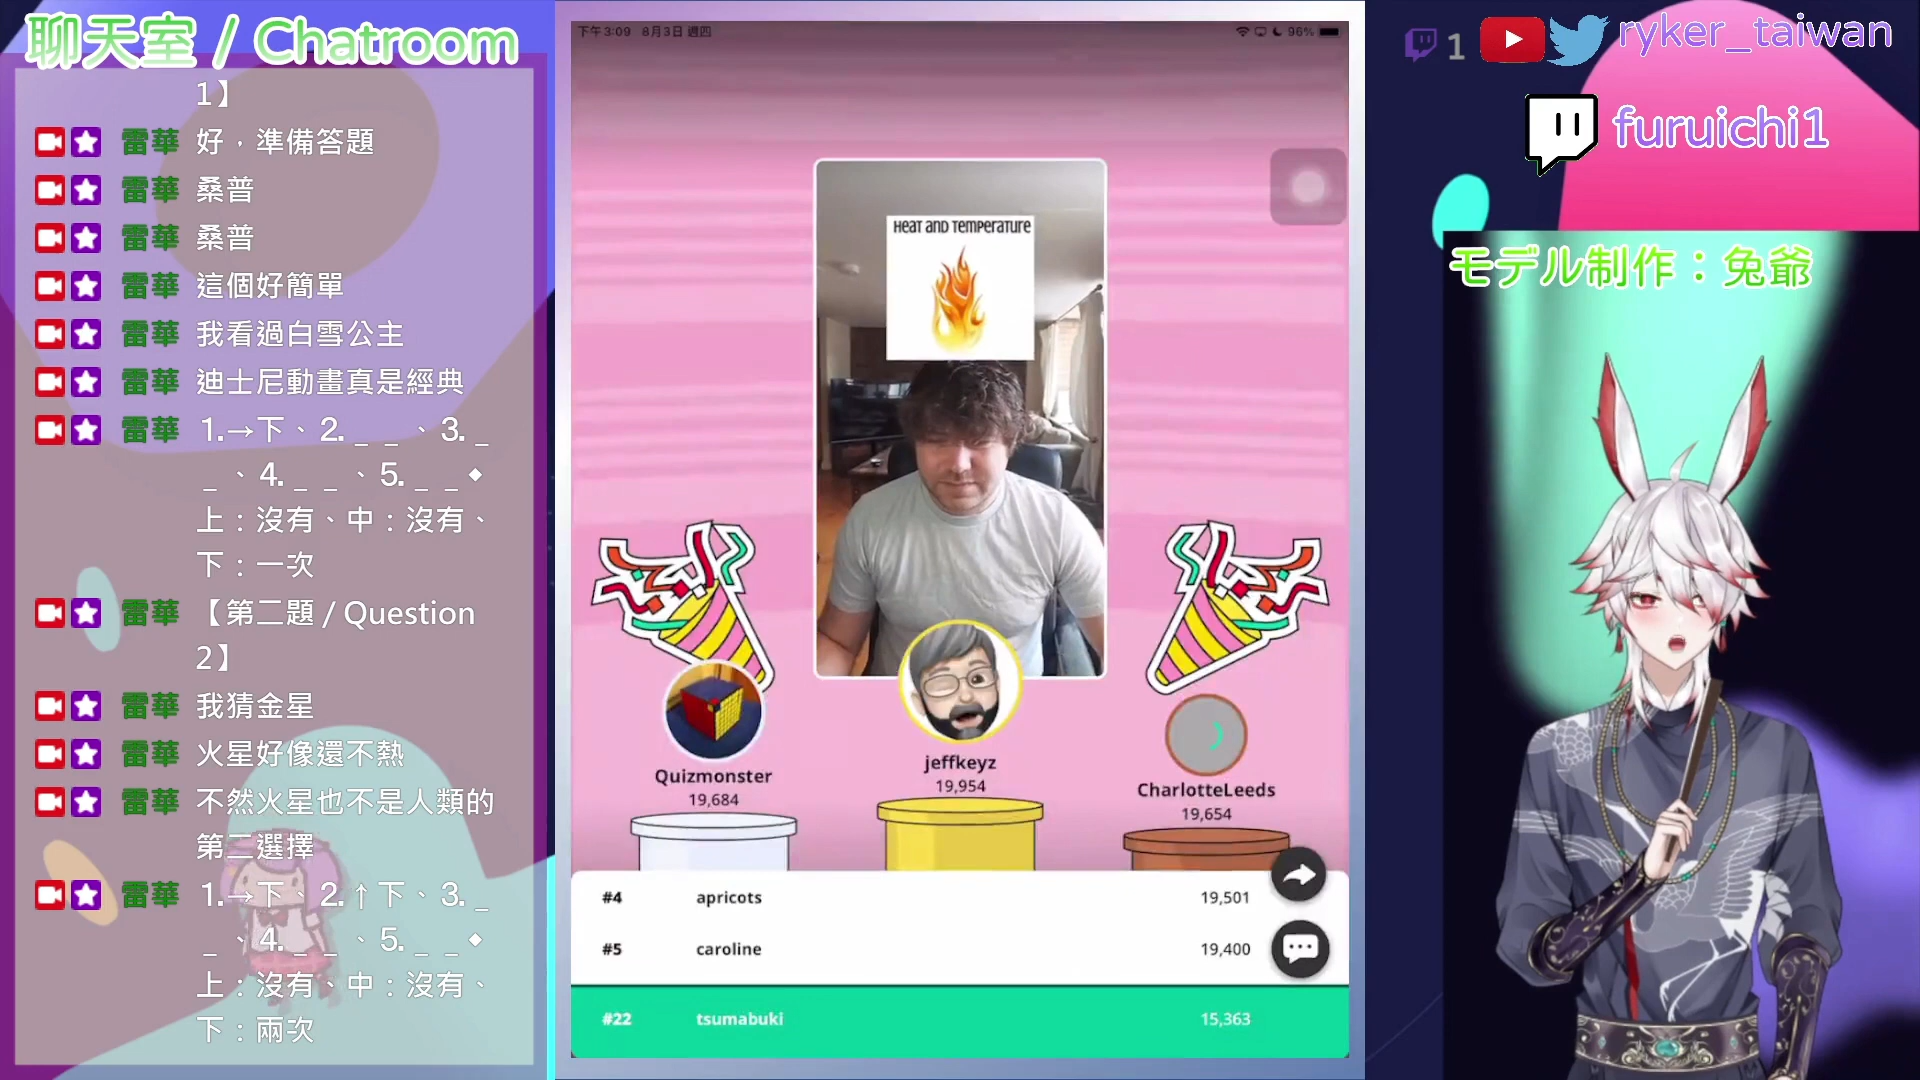 聊天室 / Chatroom
1】
雷華 好，準備答題
雷華 桑普
雷華 桑普
雷華 這個好簡單
雷華 我看過白雪公主
雷華 迪士尼動畫真是經典
雷華 1.→下、2. _ _ 、3. _
_ 、4. _ _ 、5. _ _ ◆
上：沒有、中：沒有、
下：一次
雷華 【第二題 / Question
2】
雷華 我猜金星
雷華 火星好像還不熱
雷華 不然火星也不是人類的
第二選擇
雷華 1.→下、2.↑下、3. _
_ 、4. _ _ 、5. _ _ ◆
上：沒有、中：沒有、
下：兩次
下午3:09 8月3日 週四
96%
Heat and Temperature
Quizmonster
19,684
jeffkeyz
19,954
CharlotteLeeds
19,654
#4 apricots 19,501
#5 caroline 19,400
#22 tsumabuki 15,363
1
ryker_taiwan
furuichi1
モデル制作：兔爺